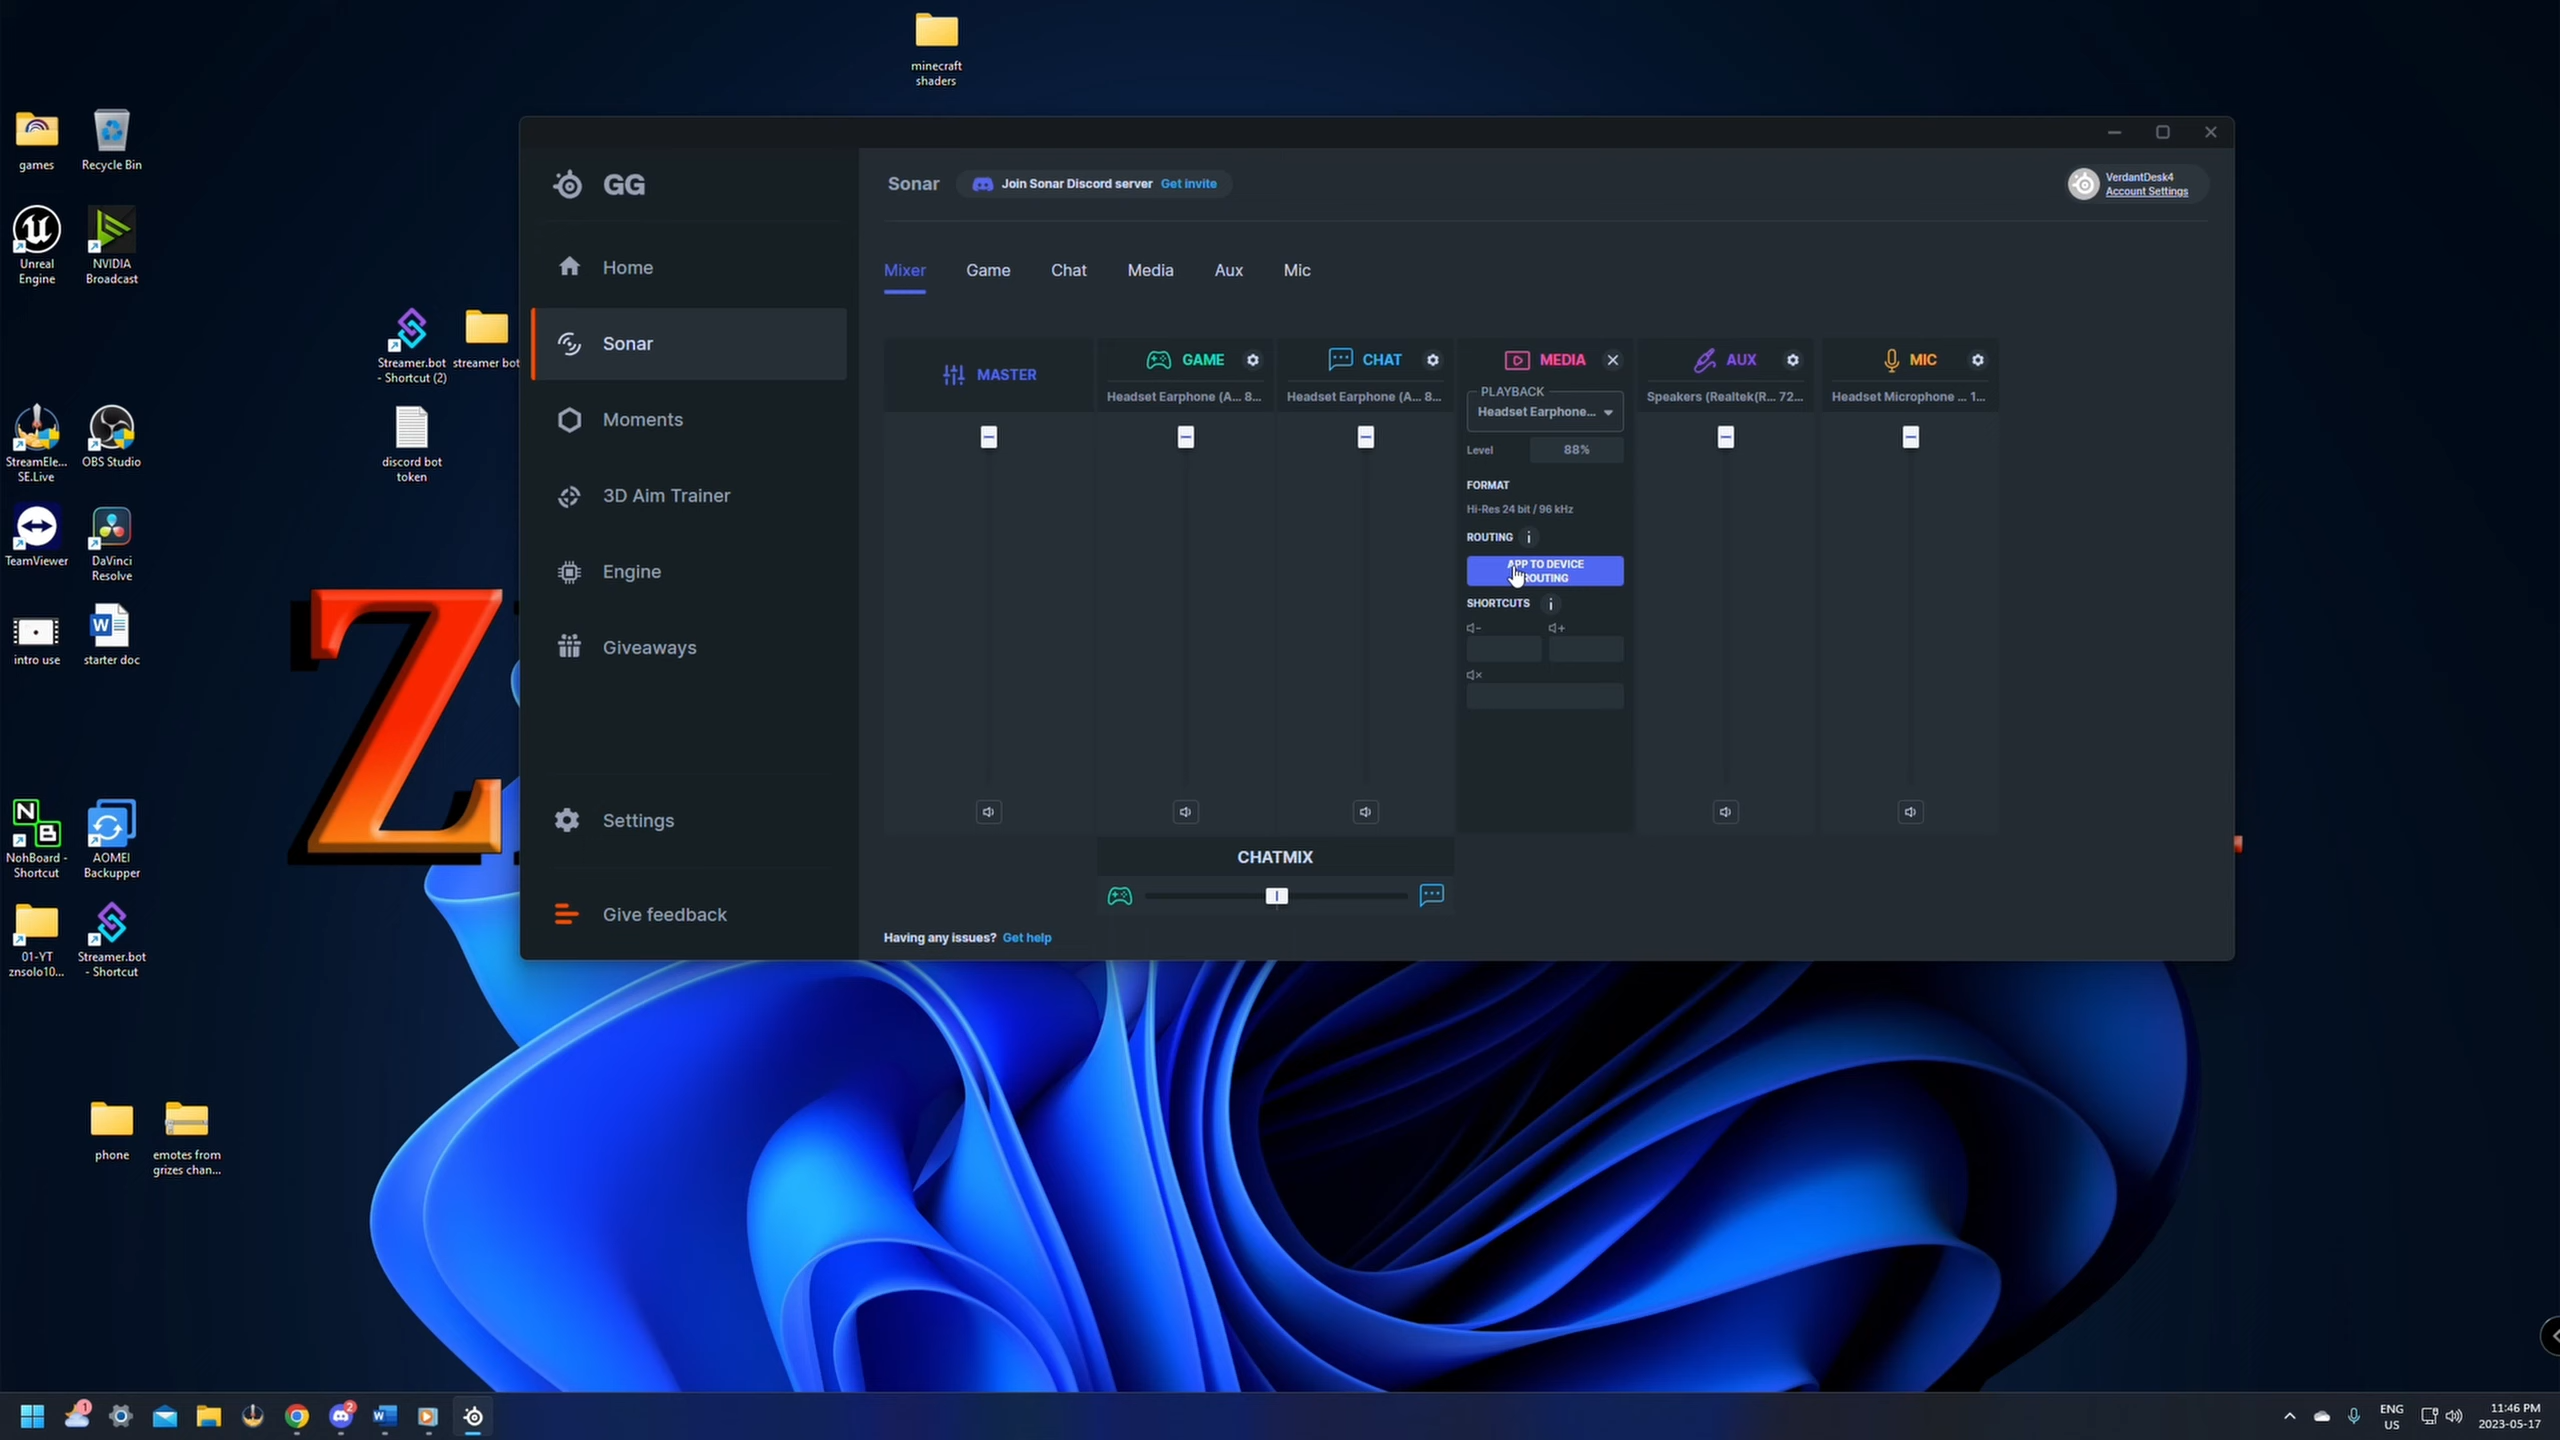 minecraft
shaders
games
Recycle Bin
Unreal
Engine
NVIDIA
Broadcast
Streamer.bot
- Shortcut (2)
streamer bot
StreamEle...
SE.Live
OBS Studio
discord bot
token
TeamViewer
DaVinci
Resolve
intro use
starter doc
NohBoard -
Shortcut
AOMEI
Backupper
01-YT
znsolo10...
Streamer.bot
- Shortcut
phone
emotes from
grizes chan...
Z
GG
Home
Sonar
Moments
3D Aim Trainer
Engine
Giveaways
Settings
Give feedback
Sonar
Join Sonar Discord server Get invite
VerdantDesk4
Account Settings
Mixer Game Chat Media Aux Mic
MASTER
GAME
Headset Earphone (A... 8...
CHAT
Headset Earphone (A... 8...
MEDIA
PLAYBACK
Headset Earphone...
Level 88%
FORMAT
Hi-Res 24 bit / 96 kHz
ROUTING i
APP TO DEVICE
ROUTING
SHORTCUTS i
AUX
Speakers (Realtek(R... 72...
MIC
Headset Microphone ... 1...
CHATMIX
Having any issues? Get help
1
2
ENG
US
11:46 PM
2023-05-17